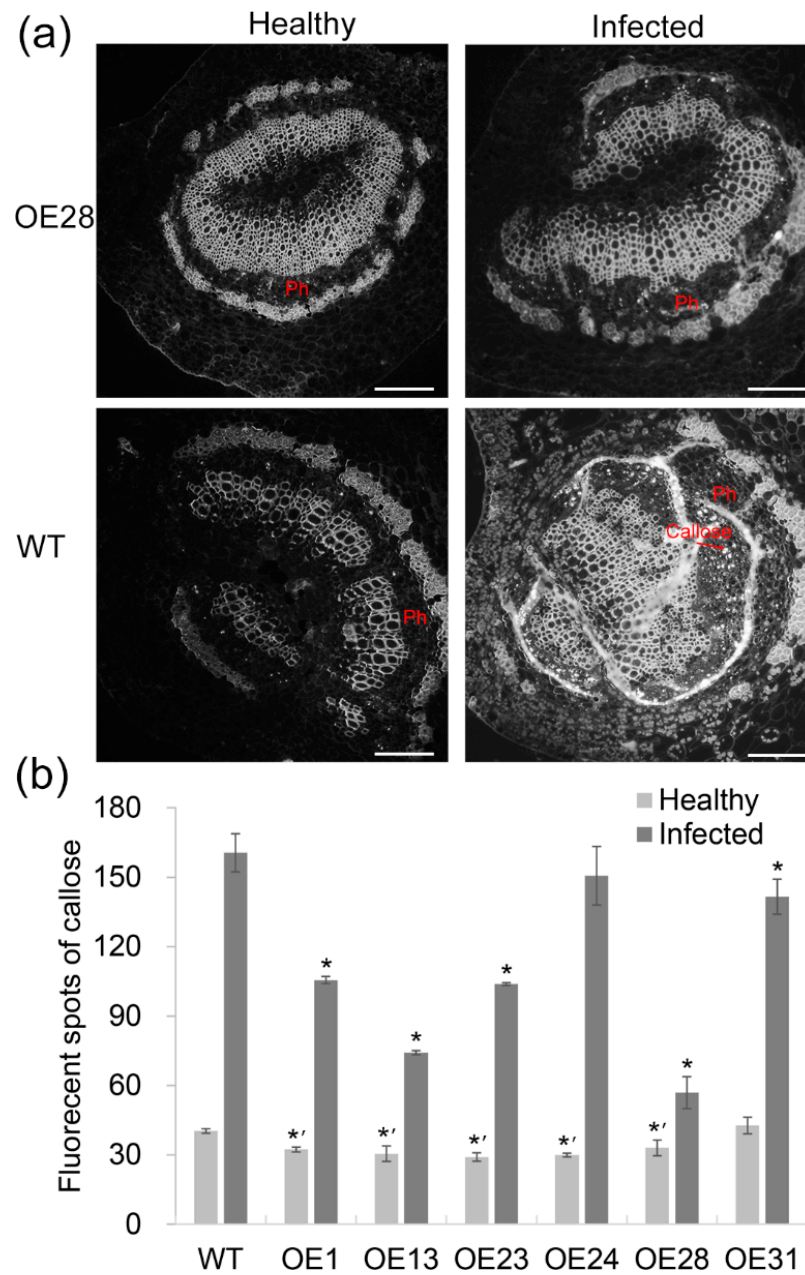 (a)
Healthy
Infected
OE28
Ph
Ph
WT
Ph
Ph
Callose
(b)
Fluorecent spots of callose
180
150
120
90
60
30
0
Healthy
Infected
*
*′
*
*′
*
*′
*′
*
*′
*
WT OE1 OE13 OE23 OE24 OE28 OE31